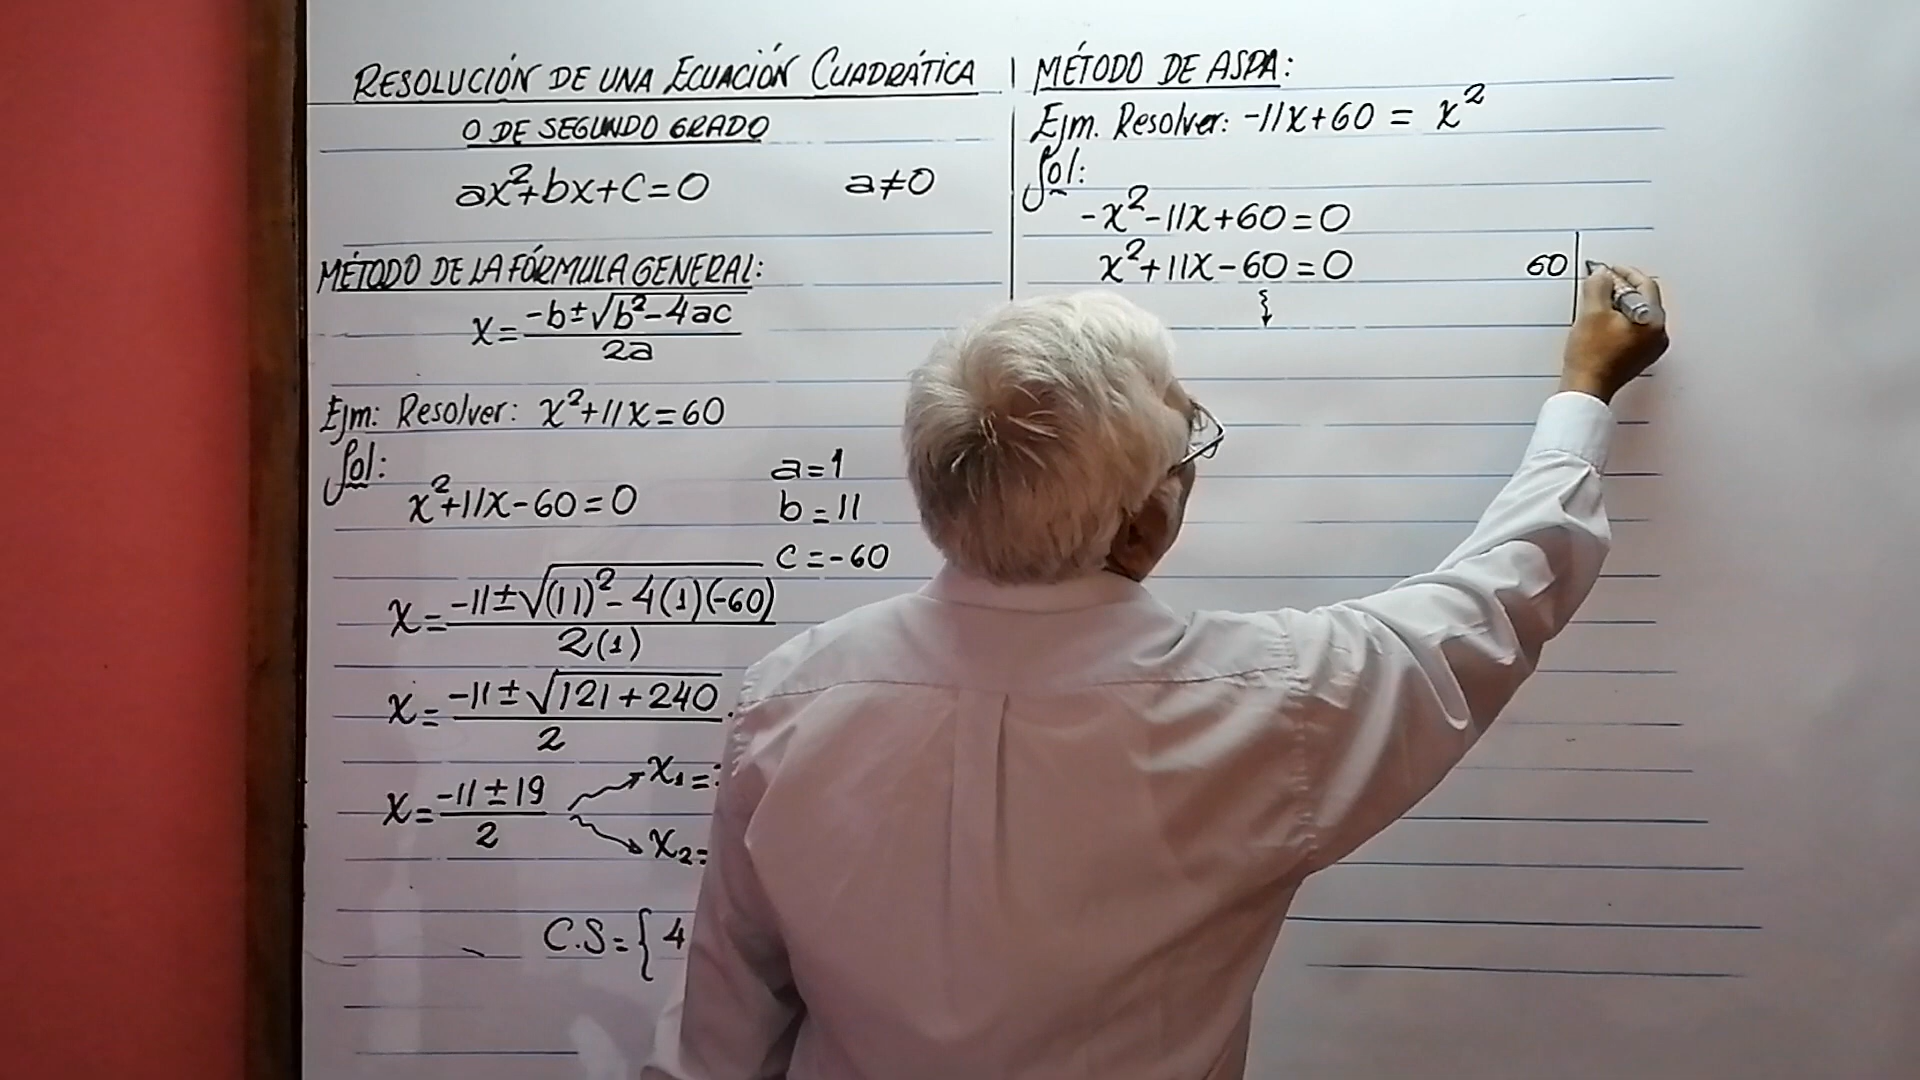 RESOLUCIÓN DE UNA ECUACIÓN CUADRÁTICA
O DE SEGUNDO GRADO
ax²+bx+c=0 a≠0
MÉTODO DE LA FÓRMULA GENERAL:
x=(-b±√(b²-4ac))/(2a)
Ejm: Resolver: x²+11x=60
Sol:
x²+11x-60=0
a=1
b=11
c=-60
x=(-11±√((11)²-4(1)(-60)))/(2(1))
x=(-11±√(121+240))/2
x=(-11±19)/2
x₁=
x₂=
C.S={4
MÉTODO DE ASPA:
Ejm. Resolver: -11x+60 = x²
Sol:
-x²-11x+60=0
x²+11x-60=0
60